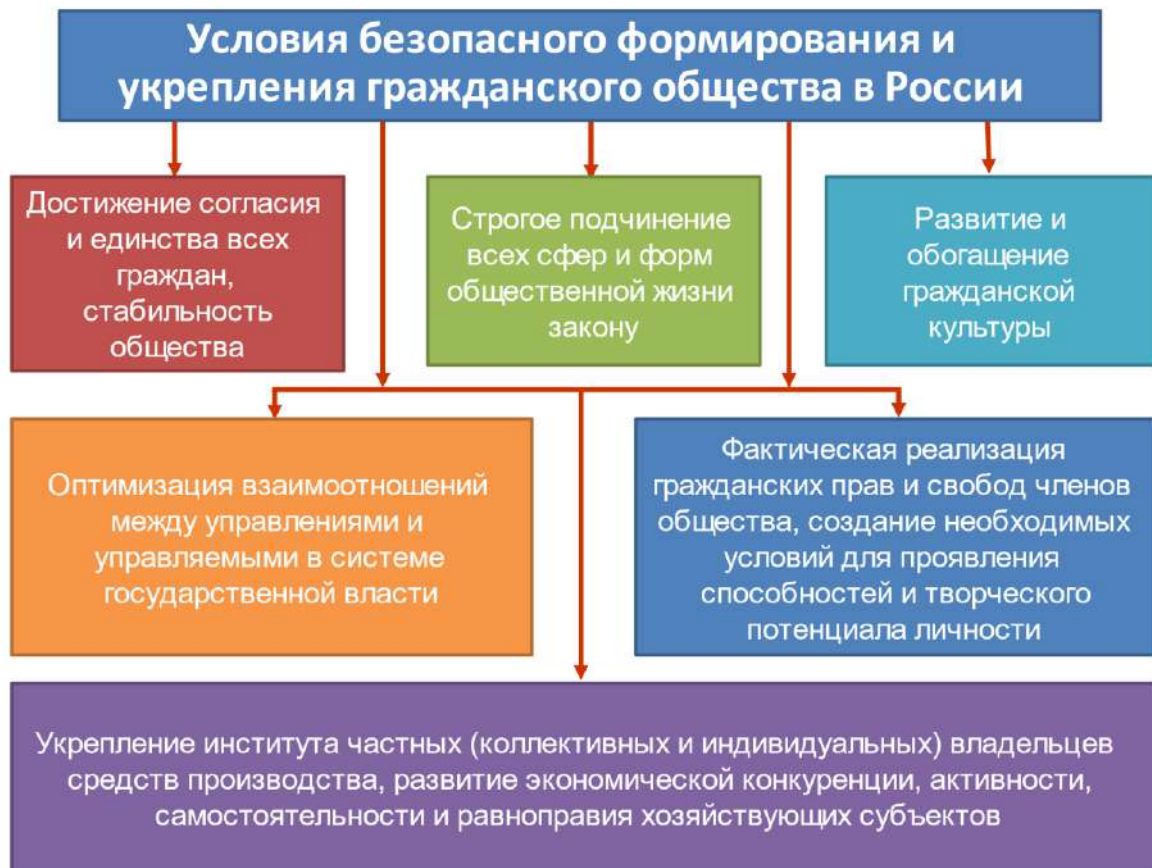 Условия безопасного формирования и
укрепления гражданского общества в России
Достижение согласия
и единства всех
граждан,
стабильность
общества
Строгое подчинение
всех сфер и форм
общественной жизни
закону
Развитие и
обогащение
гражданской
культуры
Оптимизация взаимоотношений
между управлениями и
управляемыми в системе
государственной власти
Фактическая реализация
гражданских прав и свобод членов
общества, создание необходимых
условий для проявления
способностей и творческого
потенциала личности
Укрепление института частных (коллективных и индивидуальных) владельцев
средств производства, развитие экономической конкуренции, активности,
самостоятельности и равноправия хозяйствующих субъектов